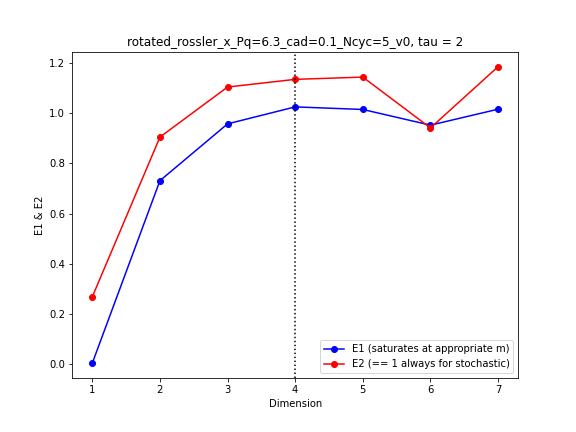 rotated_rossler_x_Pq=6.3_cad=0.1_Ncyc=5_v0, tau = 2
1.2
1.0
0.8
0.6
0.4
0.2
0.0
E1 & E2
E1 (saturates at appropriate m)
E2 (== 1 always for stochastic)
1 2 3 4 5 6 7
Dimension